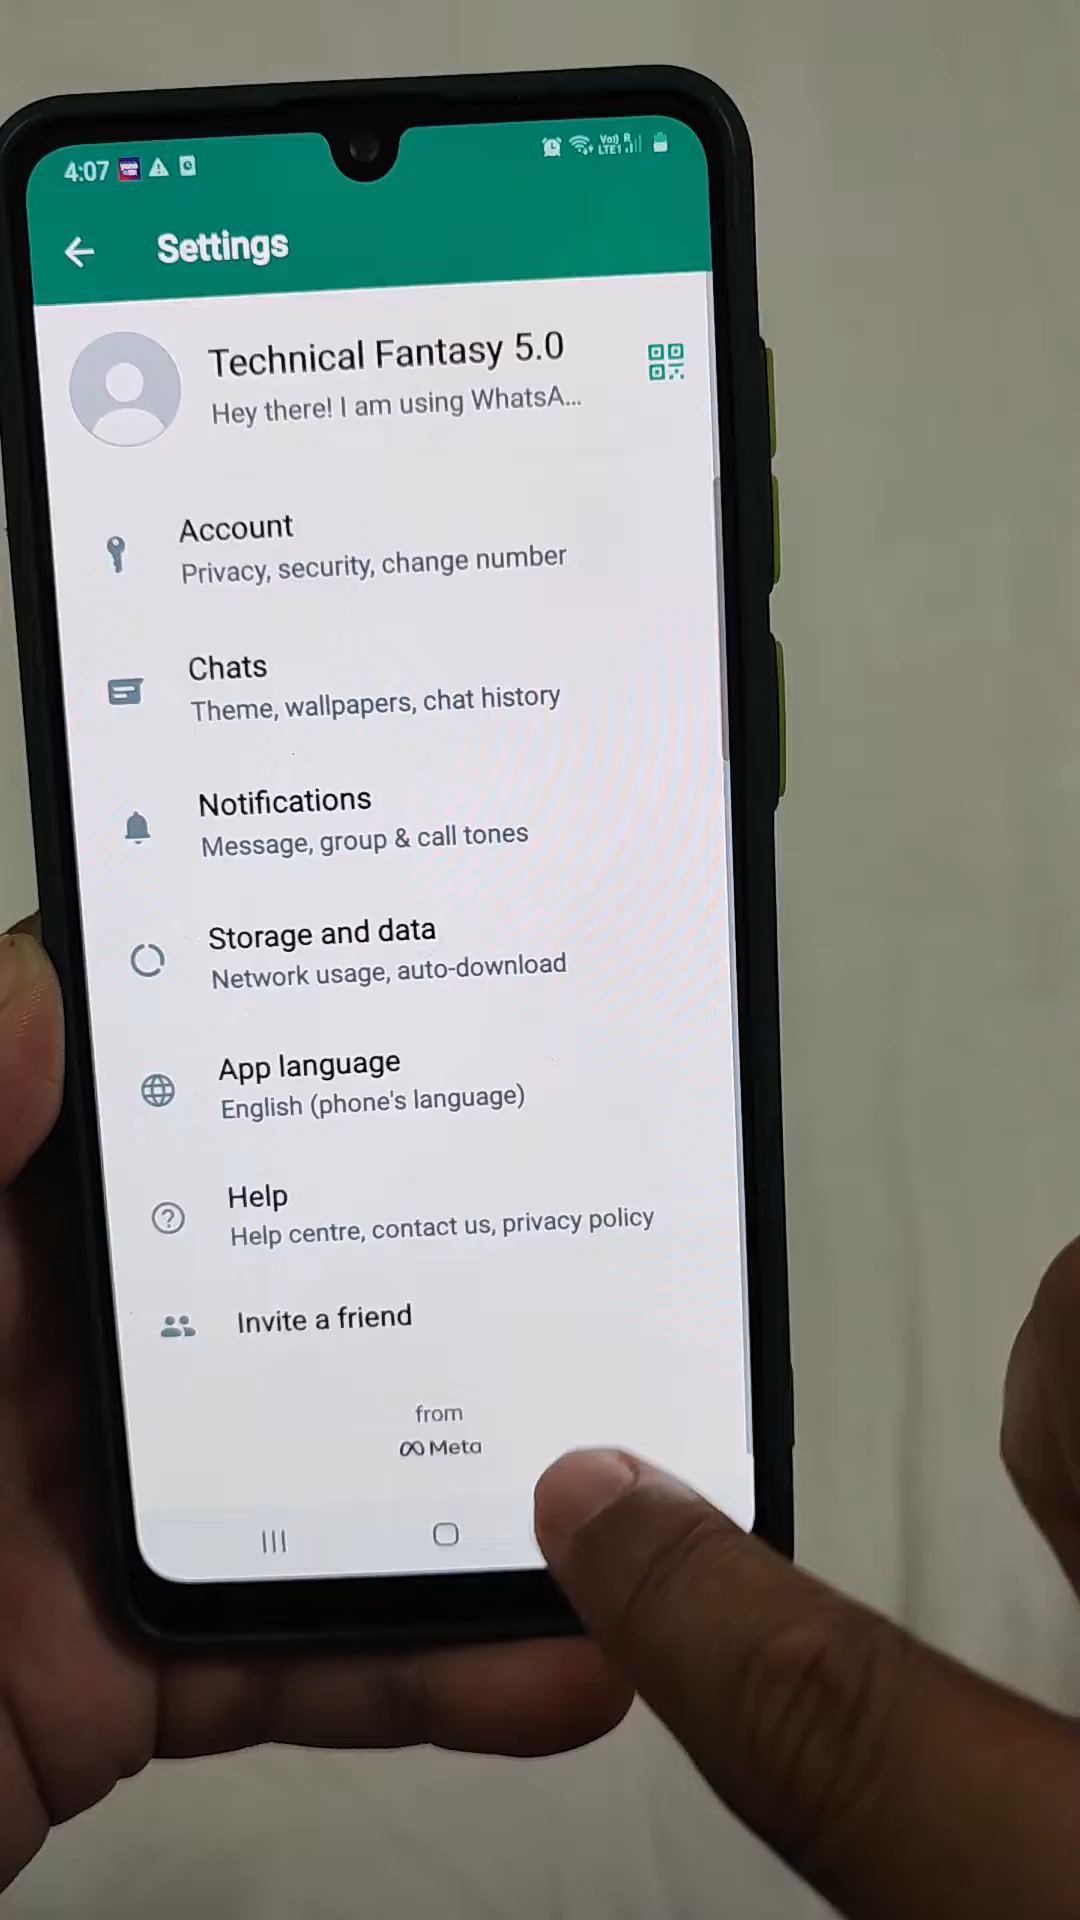 4:07
Settings
Technical Fantasy 5.0
Hey there! I am using WhatsA...
Account
Privacy, security, change number
Chats
Theme, wallpapers, chat history
Notifications
Message, group & call tones
Storage and data
Network usage, auto-download
App language
English (phone's language)
Help
Help centre, contact us, privacy policy
Invite a friend
from
Meta